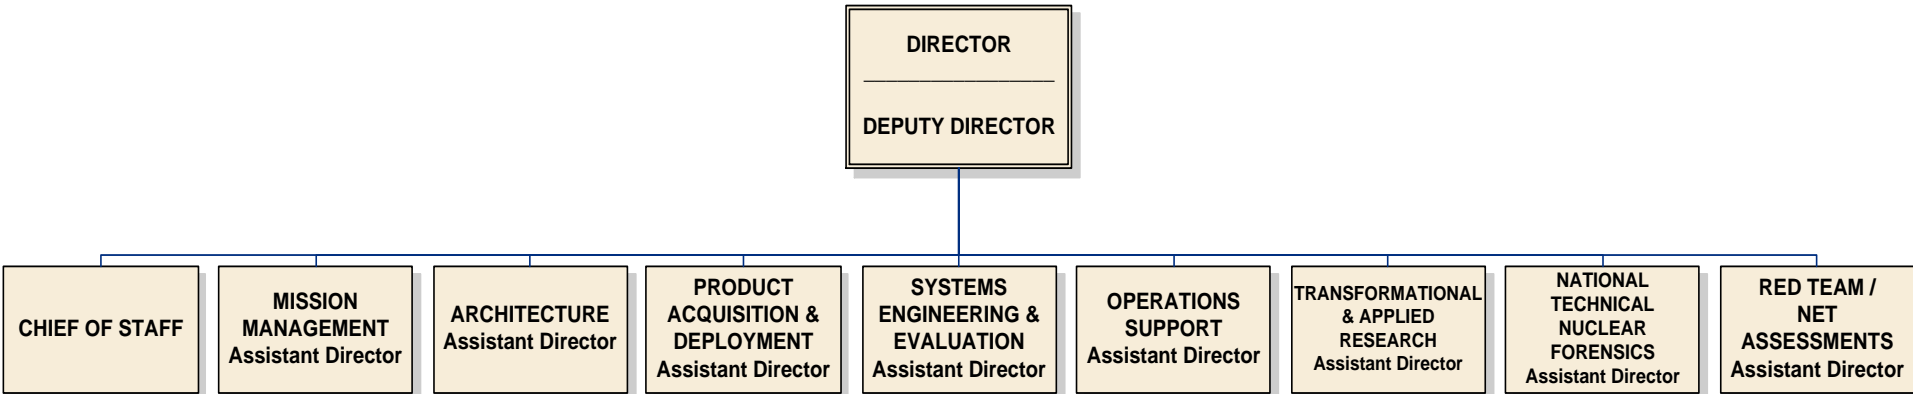 DIRECTOR
DEPUTY DIRECTOR
CHIEF OF STAFF
MISSION
MANAGEMENT
Assistant Director
ARCHITECTURE
Assistant Director
PRODUCT
ACQUISITION &
DEPLOYMENT
Assistant Director
SYSTEMS
ENGINEERING &
EVALUATION
Assistant Director
OPERATIONS
SUPPORT
Assistant Director
TRANSFORMATIONAL
& APPLIED
RESEARCH
Assistant Director
NATIONAL
TECHNICAL
NUCLEAR
FORENSICS
Assistant Director
RED TEAM /
NET
ASSESSMENTS
Assistant Director